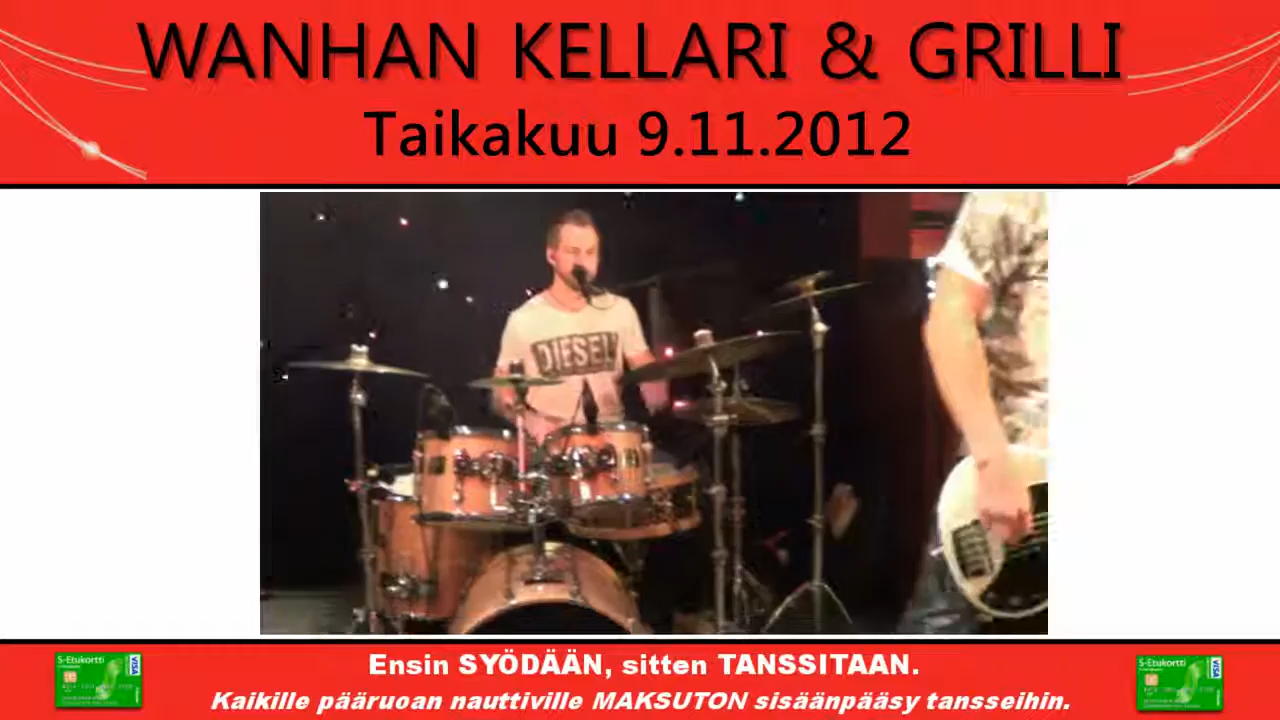 WANHAN KELLARI & GRILLI
Taikakuu 9.11.2012
DIESEL
Ensin SYÖDÄÄN, sitten TANSSITAAN.
Kaikille pääruoan nauttiville MAKSUTON sisäänpääsy tansseihin.
S-Etukortti
VISA
S-Etukortti
VISA